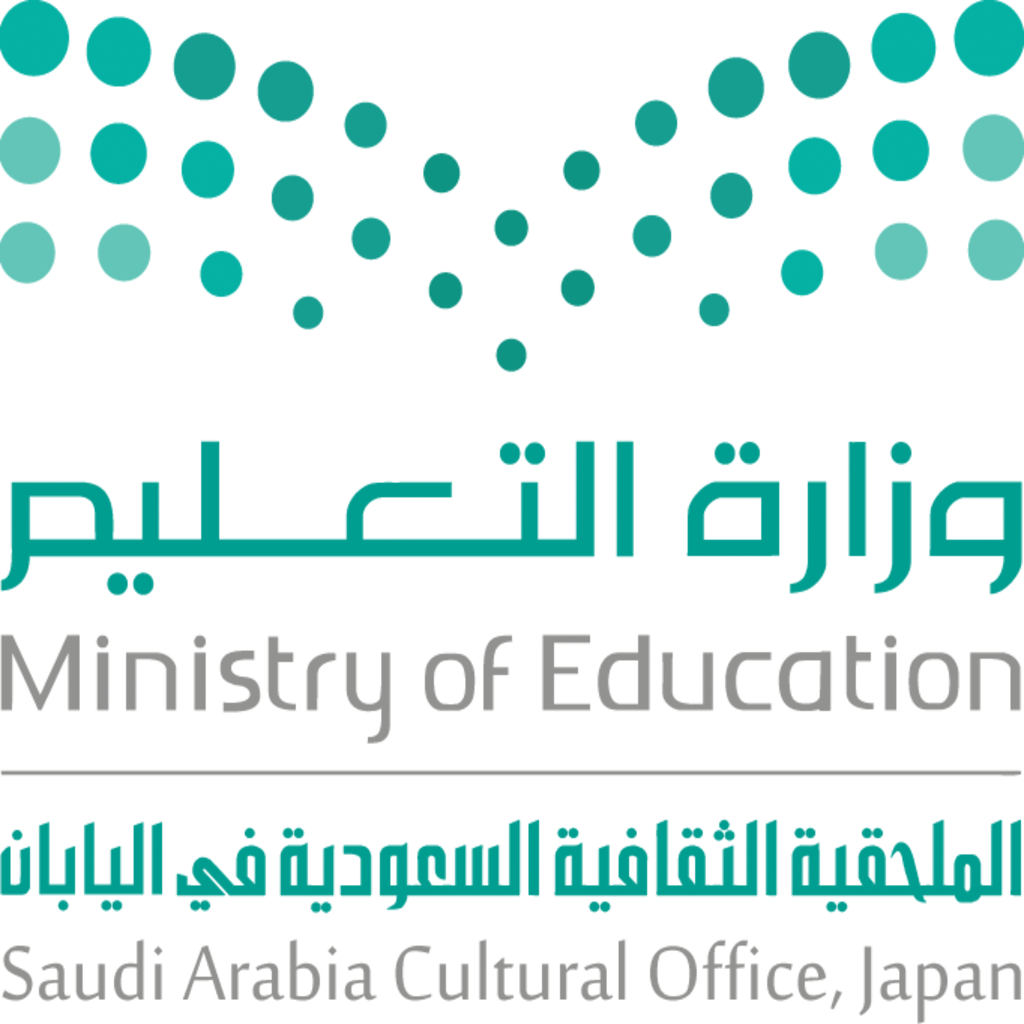 وزارة التعليم
Ministry of Education
الملحقية الثقافية السعودية في اليابان
Saudi Arabia Cultural Office, Japan